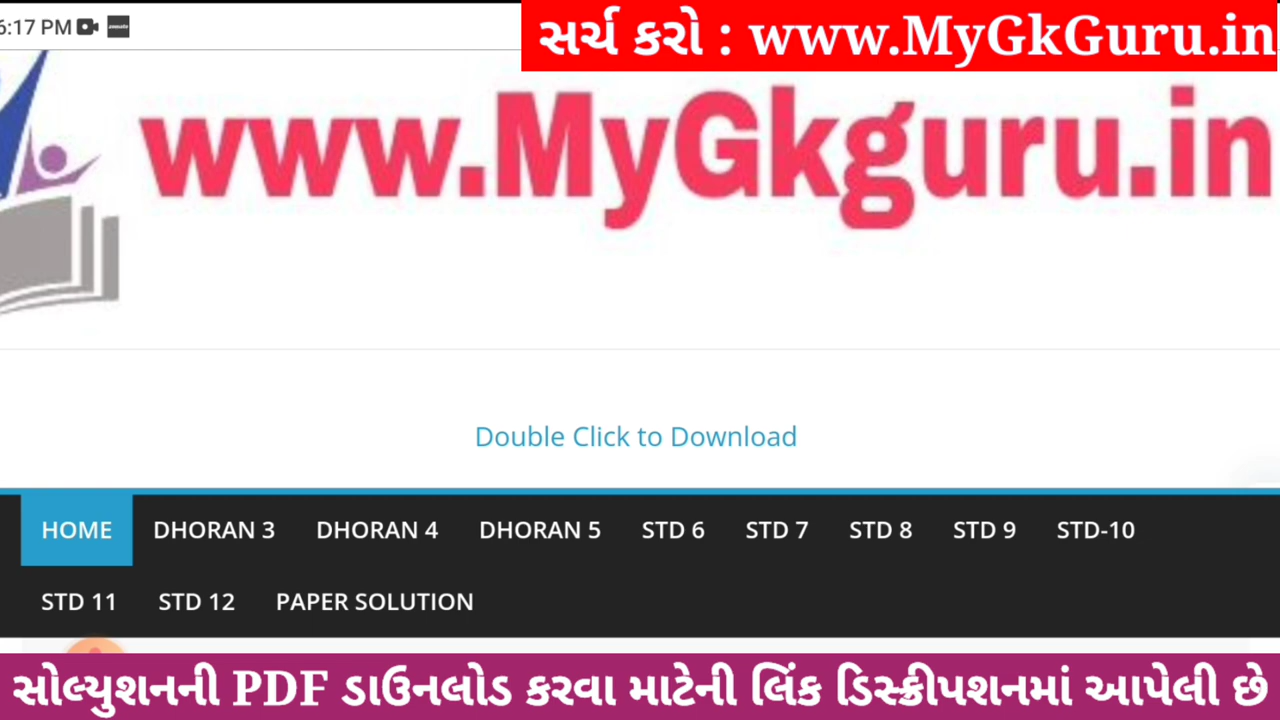 6:17 PM
સર્ચ કરો : www.MyGkGuru.in
www.MyGkguru.in
Double Click to Download
HOME DHORAN 3 DHORAN 4 DHORAN 5 STD 6 STD 7 STD 8 STD 9 STD-10
STD 11 STD 12 PAPER SOLUTION
સોલ્યુશનની PDF ડાઉનલોડ કરવા માટેની લિંક ડિસ્ક્રીપશનમાં આપેલી છે